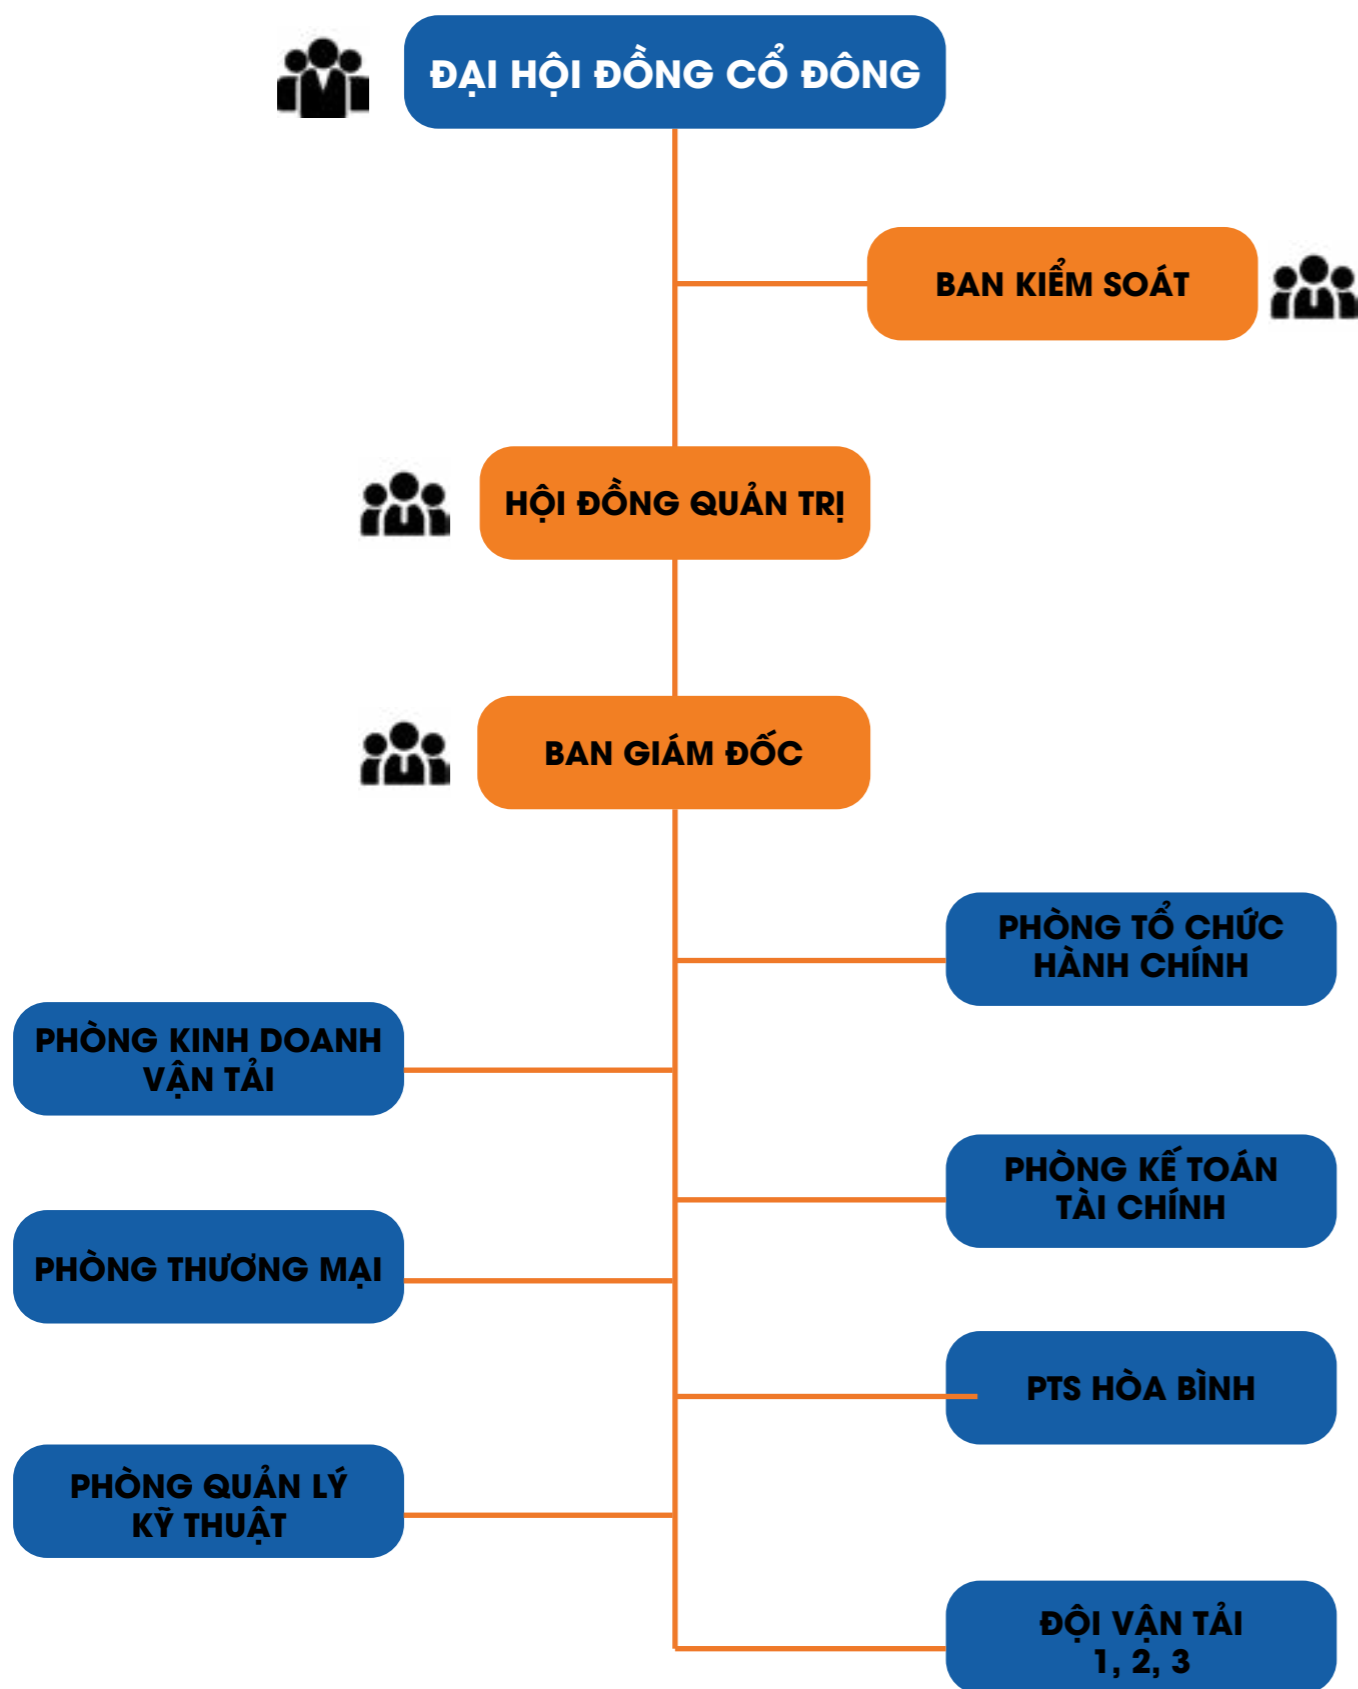 ĐẠI HỘI ĐỒNG CỔ ĐÔNG
BAN KIỂM SOÁT
HỘI ĐỒNG QUẢN TRỊ
BAN GIÁM ĐỐC
PHÒNG TỔ CHỨC
HÀNH CHÍNH
PHÒNG KINH DOANH
VẬN TẢI
PHÒNG KẾ TOÁN
TÀI CHÍNH
PHÒNG THƯƠNG MẠI
PTS HÒA BÌNH
PHÒNG QUẢN LÝ
KỸ THUẬT
ĐỘI VẬN TẢI
1, 2, 3